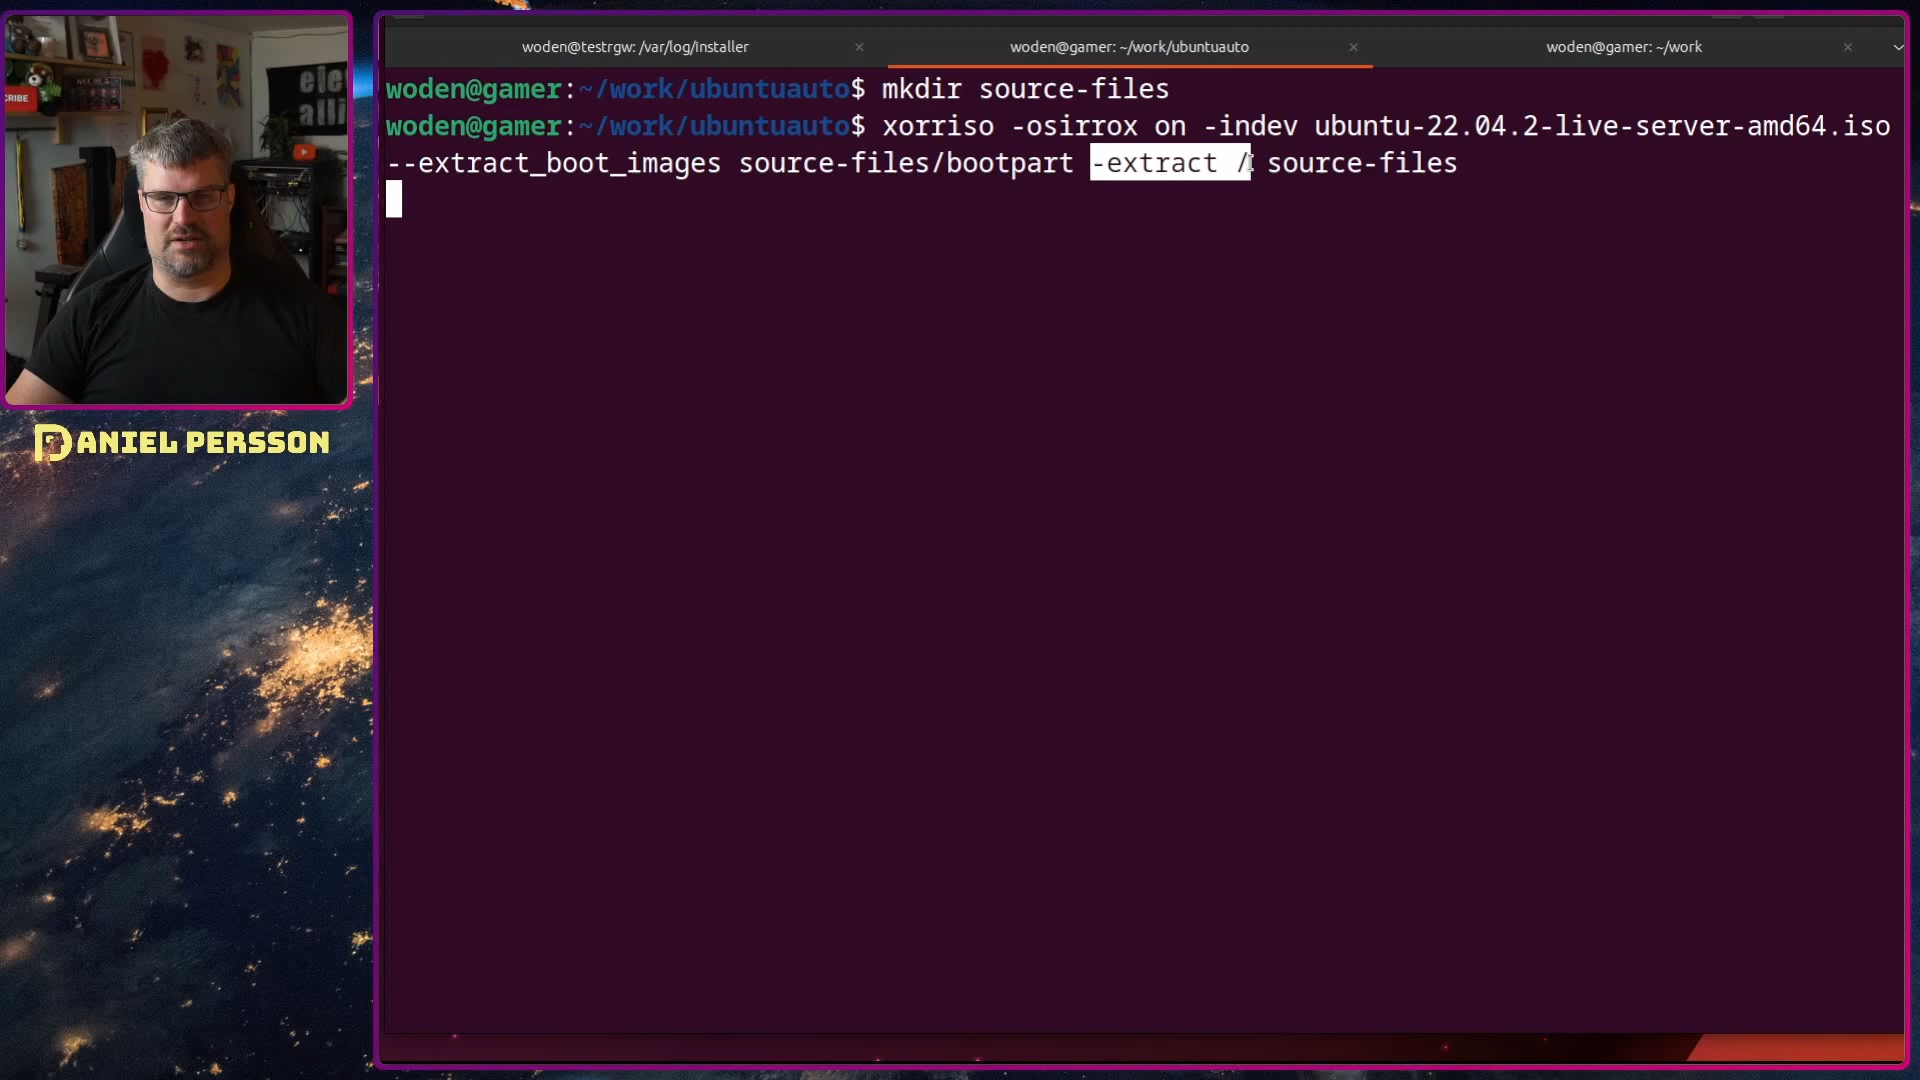 woden@testrgw: /var/log/installer
woden@gamer: ~/work/ubuntuauto
woden@gamer: ~/work
woden@gamer:~/work/ubuntuauto$ mkdir source-files
woden@gamer:~/work/ubuntuauto$ xorriso -osirrox on -indev ubuntu-22.04.2-live-server-amd64.iso
--extract_boot_images source-files/bootpart -extract / source-files
CRIBE
DANIEL PERSSON